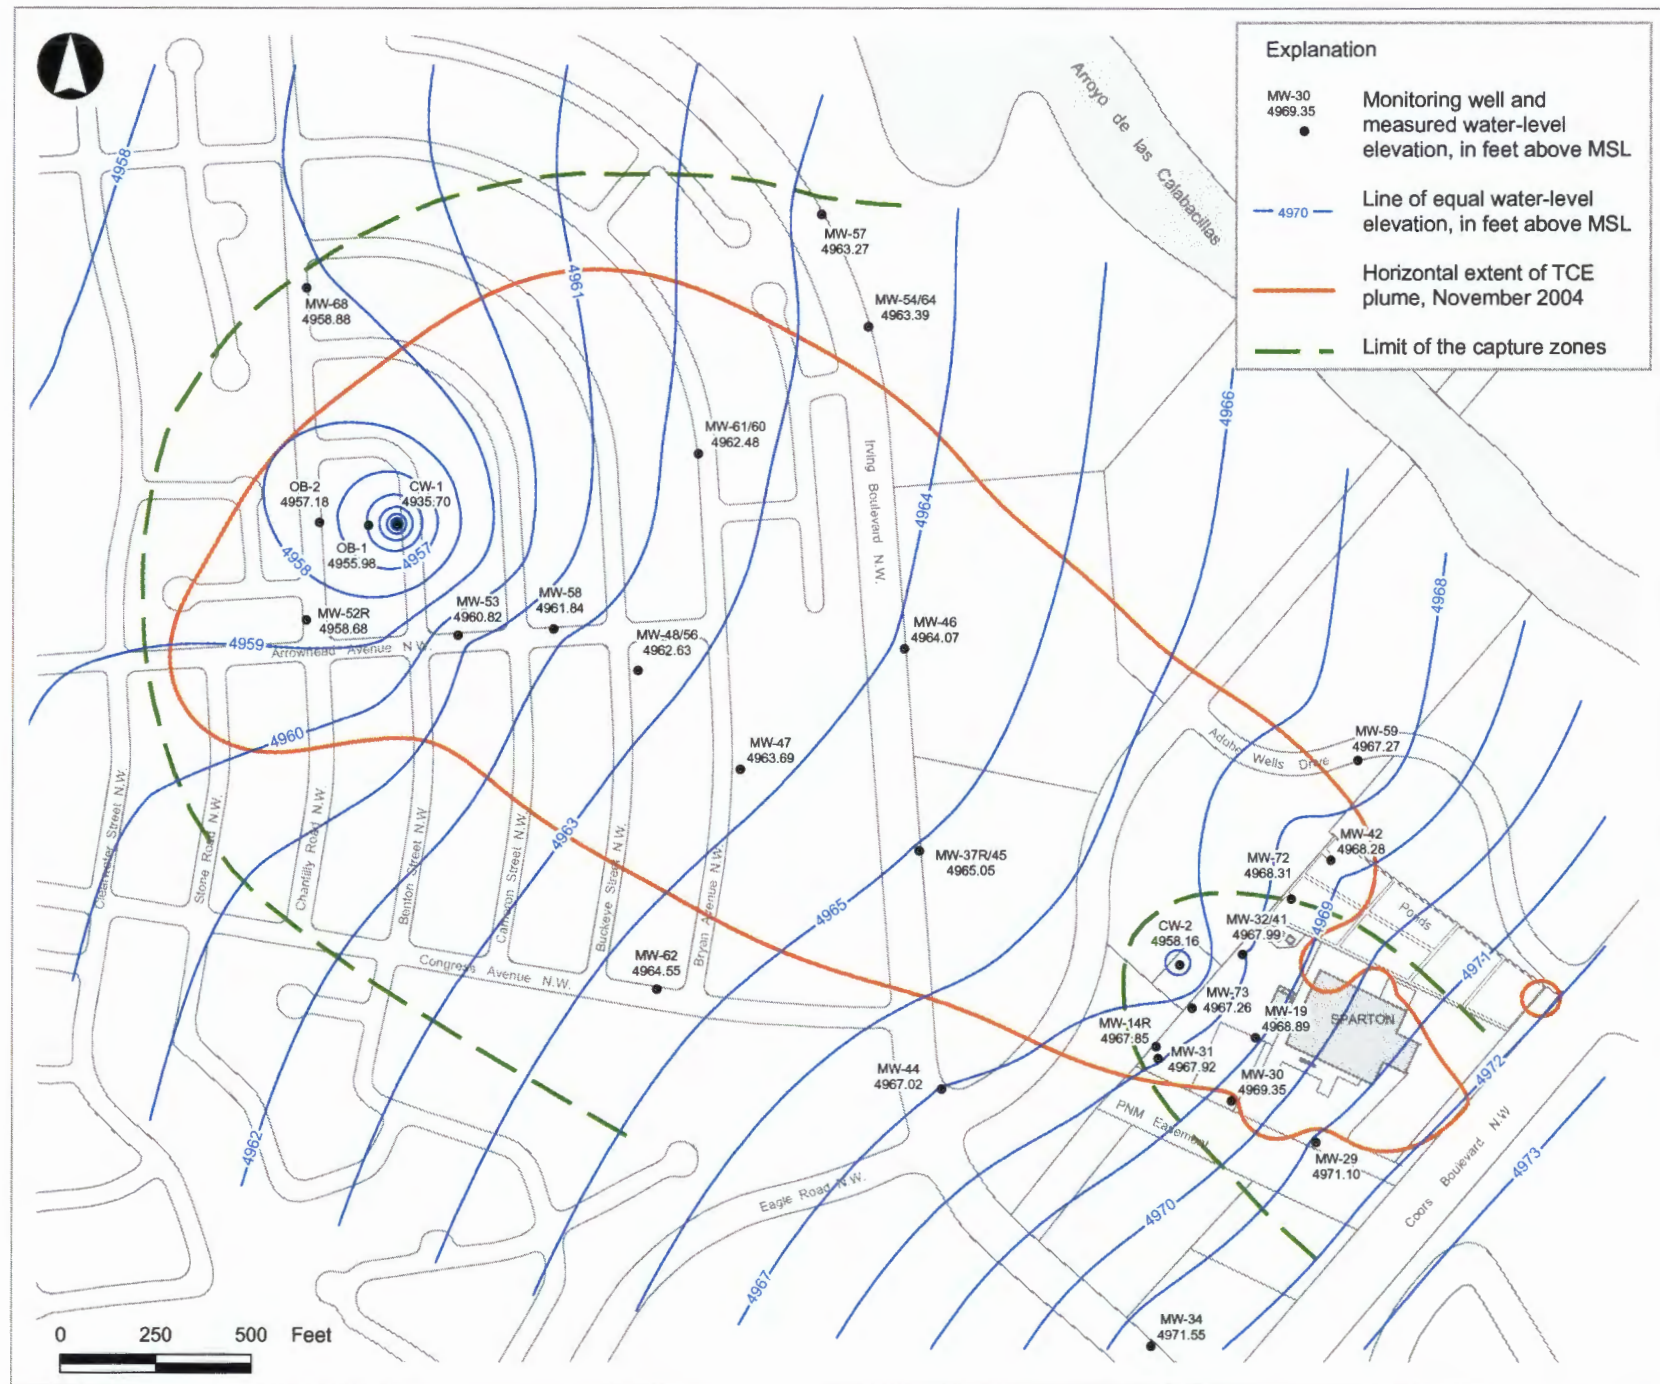 Explanation
MW-30
4969.35
Monitoring well and
measured water-level
elevation, in feet above MSL
4970
Line of equal water-level
elevation, in feet above MSL
Horizontal extent of TCE
plume, November 2004
Limit of the capture zones
Arroyo de las Calabacillas
4958
MW-57
4963.27
4961
MW-68
4958.88
MW-54/64
4963.39
4966
MW-61/60
4962.48
Irving Boulevard N.W.
OB-2
4957.18
CW-1
4935.70
4964
OB-1
4955.98
4957
4958
4968
MW-52R
4958.68
MW-53
4960.82
MW-58
4961.84
MW-48/56
4962.63
MW-46
4964.07
4959
Arrowhead Avenue N.W.
4960
MW-47
4963.69
MW-59
4967.27
Adobe Wells Drive
Clearwater Street N.W.
Stone Road N.W.
Chantilly Road N.W.
Benton Street N.W.
Cameron Street N.W.
Buckeye Street N.W.
Bryan Avenue N.W.
4963
MW-37R/45
4965.05
MW-42
4968.28
MW-72
4968.31
4965
4969
Ponds
CW-2
4958.16
MW-32/41
4967.99
MW-62
4964.55
Congress Avenue N.W.
4971
MW-73
4967.26
MW-19
4968.89
SPARTON
MW-14R
4967.85
MW-31
4967.92
MW-44
4967.02
MW-30
4969.35
4972
PNM Easement
MW-29
4971.10
4962
Eagle Road N.W.
4970
Coors Boulevard N.W
4973
4967
MW-34
4971.55
0 250 500 Feet